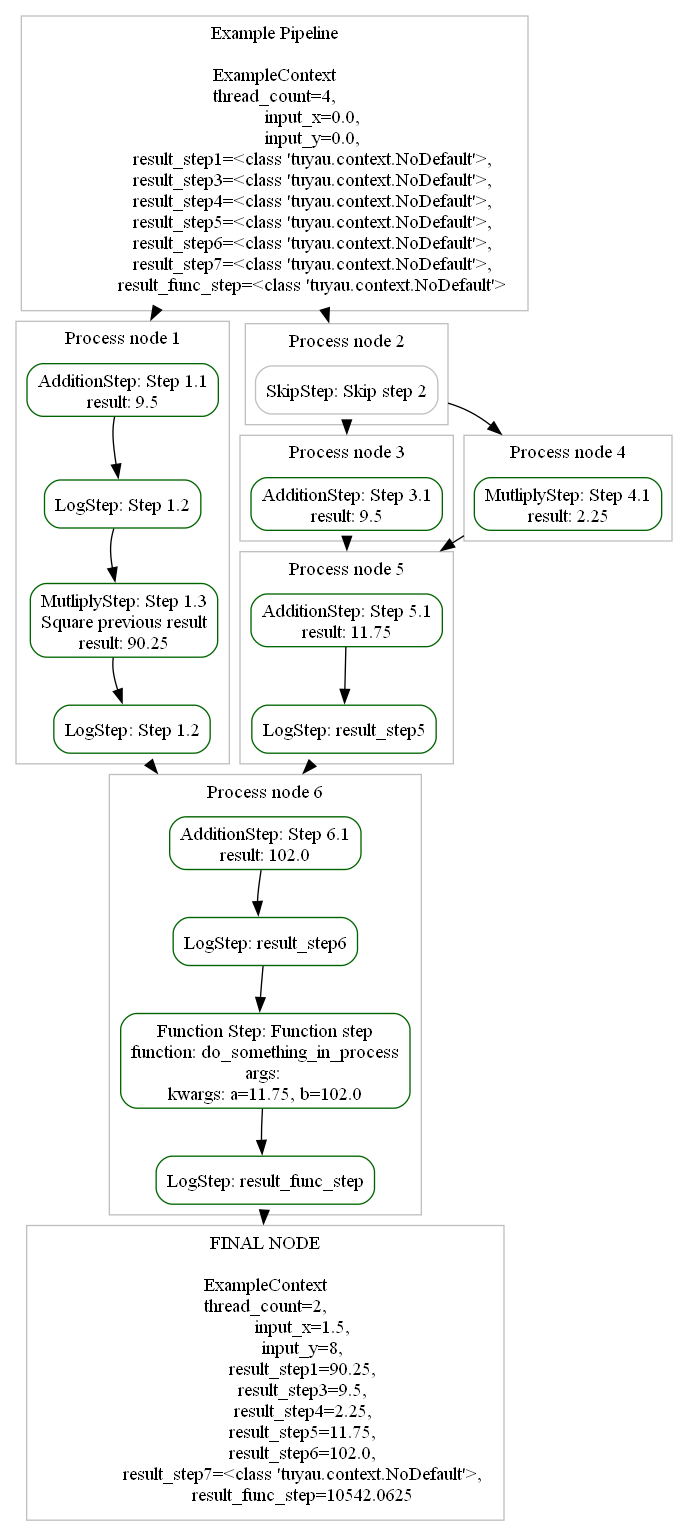 Example Pipeline
ExampleContext
thread_count=4,
input_x=0.0,
input_y=0.0,
result_step1=<class 'tuyau.context.NoDefault'>,
result_step3=<class 'tuyau.context.NoDefault'>,
result_step4=<class 'tuyau.context.NoDefault'>,
result_step5=<class 'tuyau.context.NoDefault'>,
result_step6=<class 'tuyau.context.NoDefault'>,
result_step7=<class 'tuyau.context.NoDefault'>,
result_func_step=<class 'tuyau.context.NoDefault'>
Process node 1
AdditionStep: Step 1.1
result: 9.5
LogStep: Step 1.2
MutliplyStep: Step 1.3
Square previous result
result: 90.25
LogStep: Step 1.2
Process node 2
SkipStep: Skip step 2
Process node 3
AdditionStep: Step 3.1
result: 9.5
Process node 4
MutliplyStep: Step 4.1
result: 2.25
Process node 5
AdditionStep: Step 5.1
result: 11.75
LogStep: result_step5
Process node 6
AdditionStep: Step 6.1
result: 102.0
LogStep: result_step6
Function Step: Function step
function: do_something_in_process
args:
kwargs: a=11.75, b=102.0
LogStep: result_func_step
FINAL NODE
ExampleContext
thread_count=2,
input_x=1.5,
input_y=8,
result_step1=90.25,
result_step3=9.5,
result_step4=2.25,
result_step5=11.75,
result_step6=102.0,
result_step7=<class 'tuyau.context.NoDefault'>,
result_func_step=10542.0625